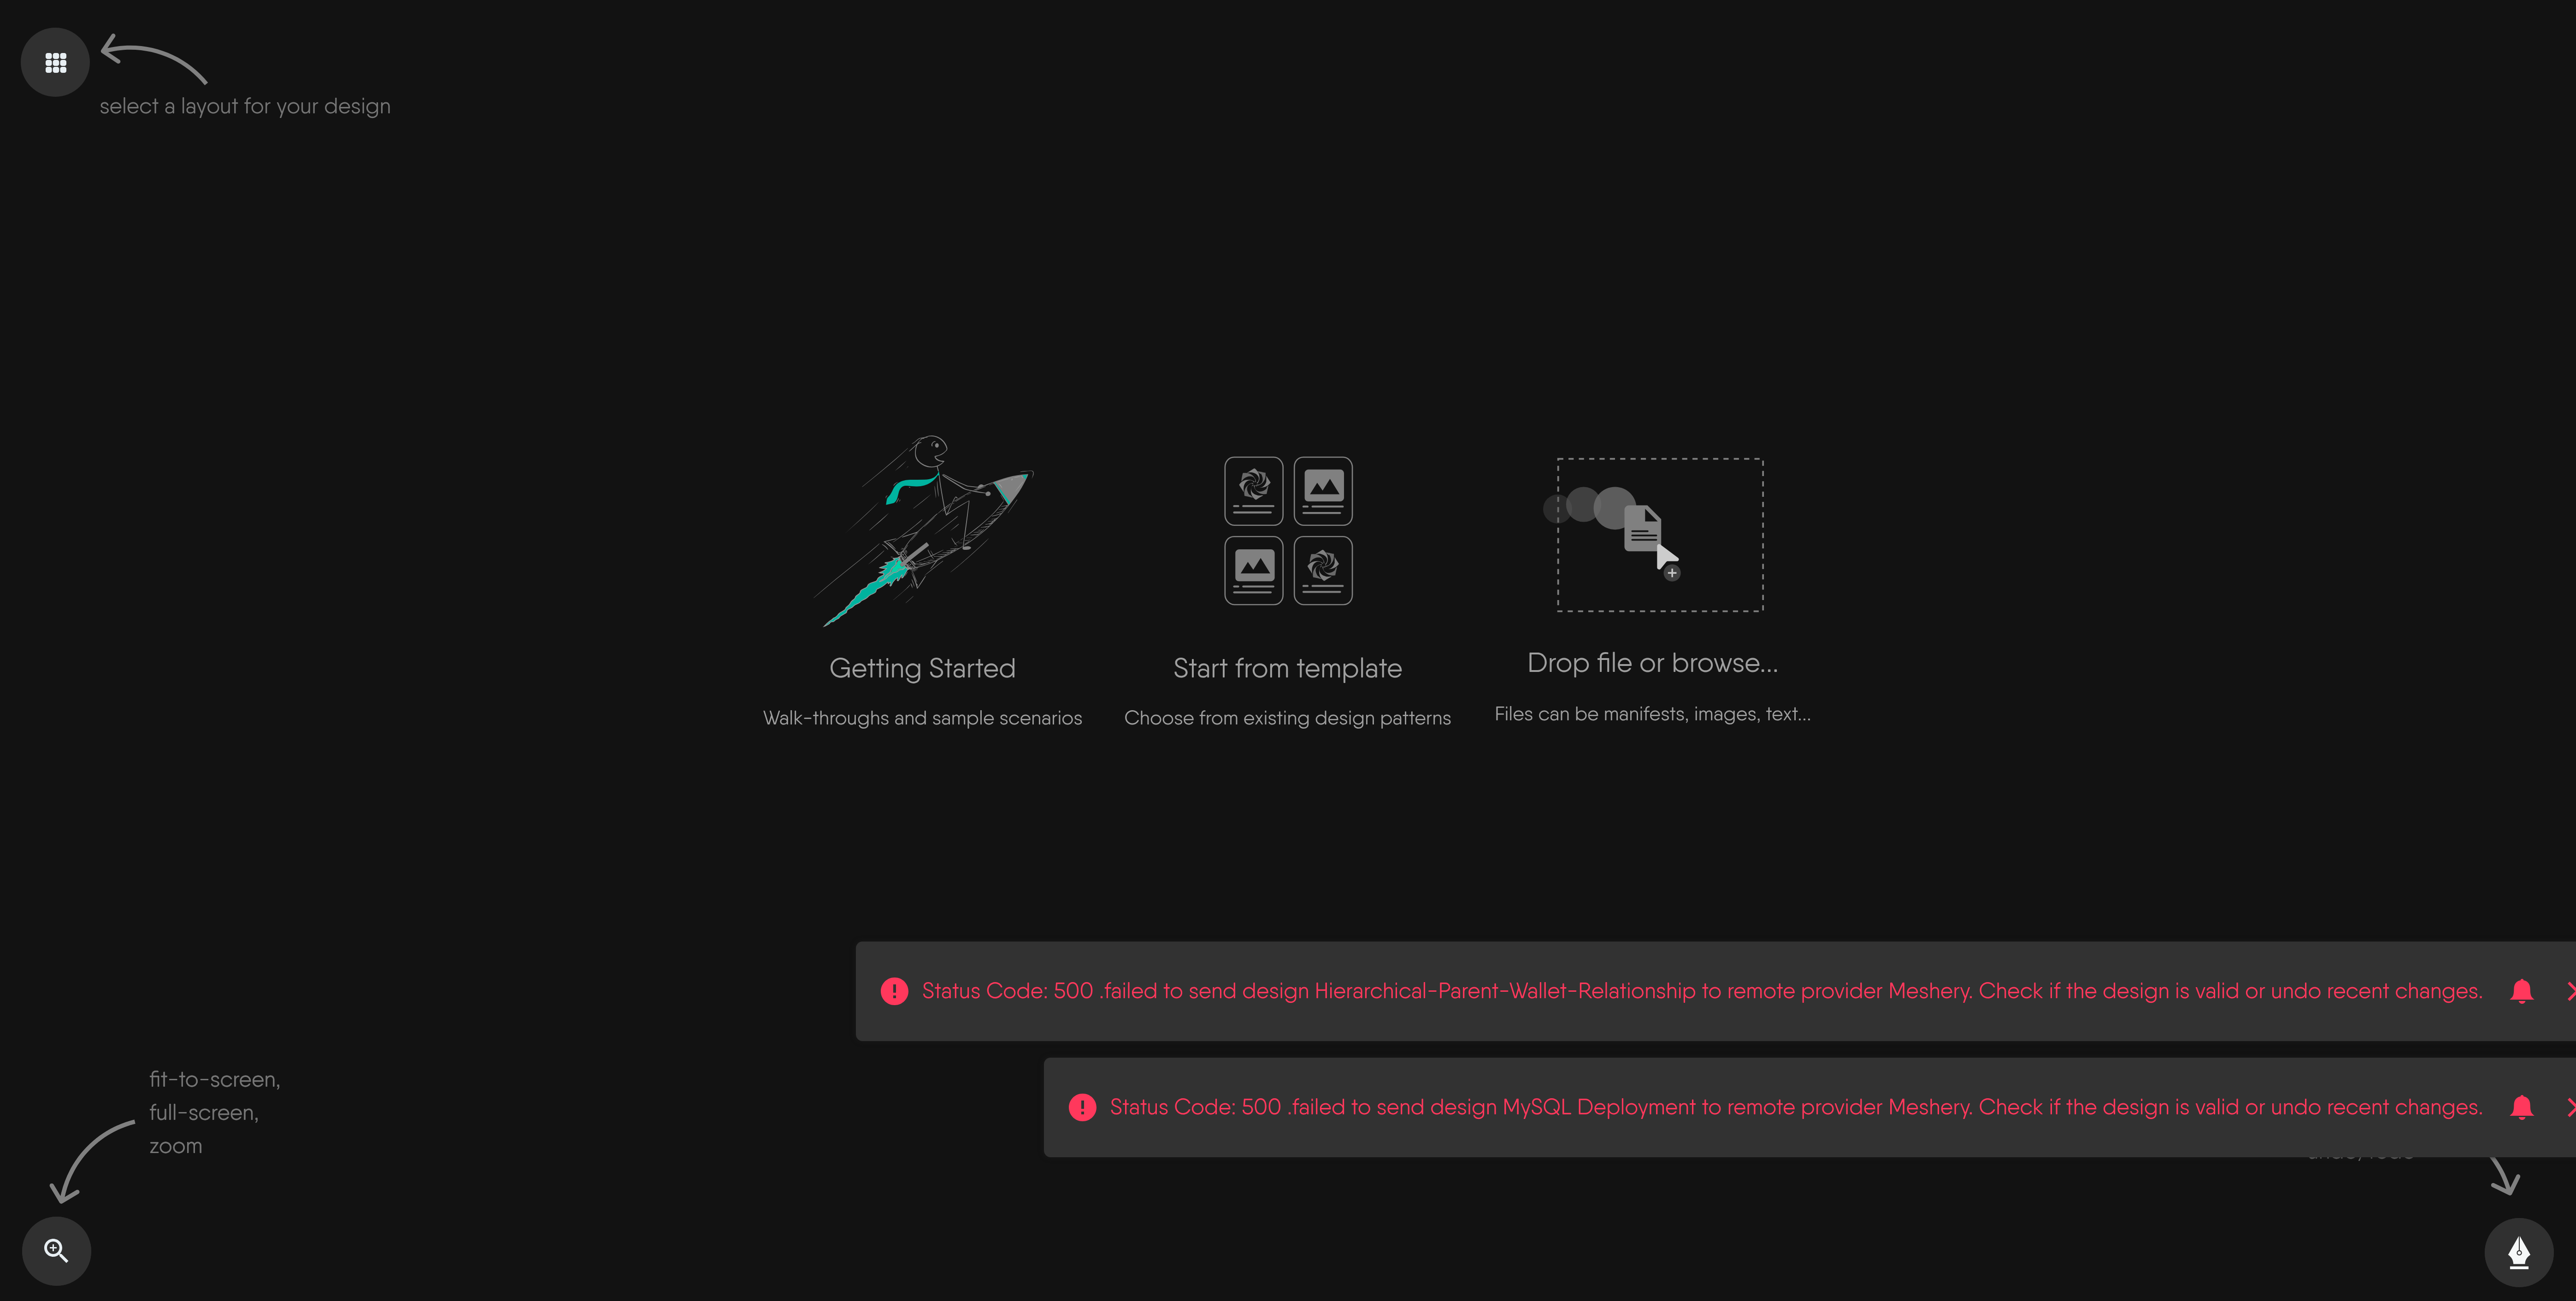 select a layout for your design
Getting Started
Start from template
Drop file or browse...
Walk-throughs and sample scenarios
Choose from existing design patterns
Files can be manifests, images, text...
Status Code: 500 .failed to send design Hierarchical-Parent-Wallet-Relationship to remote provider Meshery. Check if the design is valid or undo recent changes.
Status Code: 500 .failed to send design MySQL Deployment to remote provider Meshery. Check if the design is valid or undo recent changes.
fit-to-screen,
full-screen,
zoom